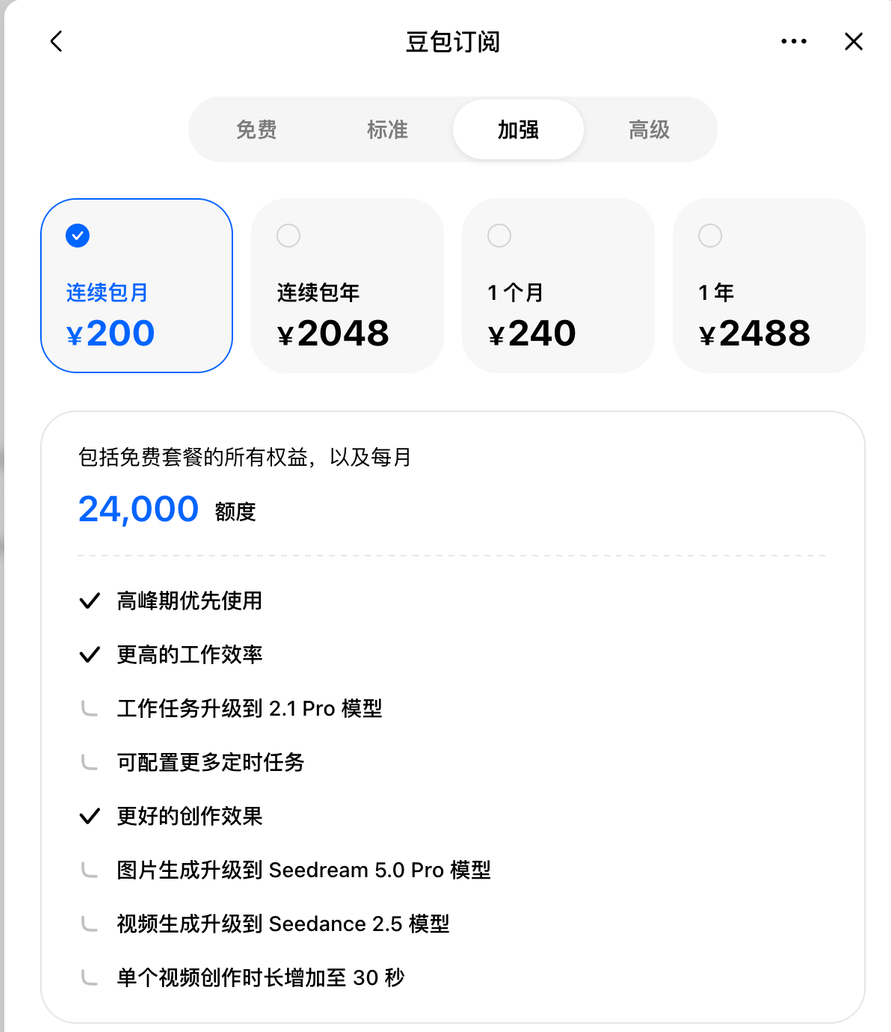 豆包订阅
免费 标准 加强 高级
连续包月 连续包年 1 个月 1 年
¥200 ¥2048 ¥240 ¥2488
包括免费套餐的所有权益，以及每月
24,000 额度
高峰期优先使用
更高的工作效率
工作任务升级到 2.1 Pro 模型
可配置更多定时任务
更好的创作效果
图片生成升级到 Seedream 5.0 Pro 模型
视频生成升级到 Seedance 2.5 模型
单个视频创作时长增加至 30 秒